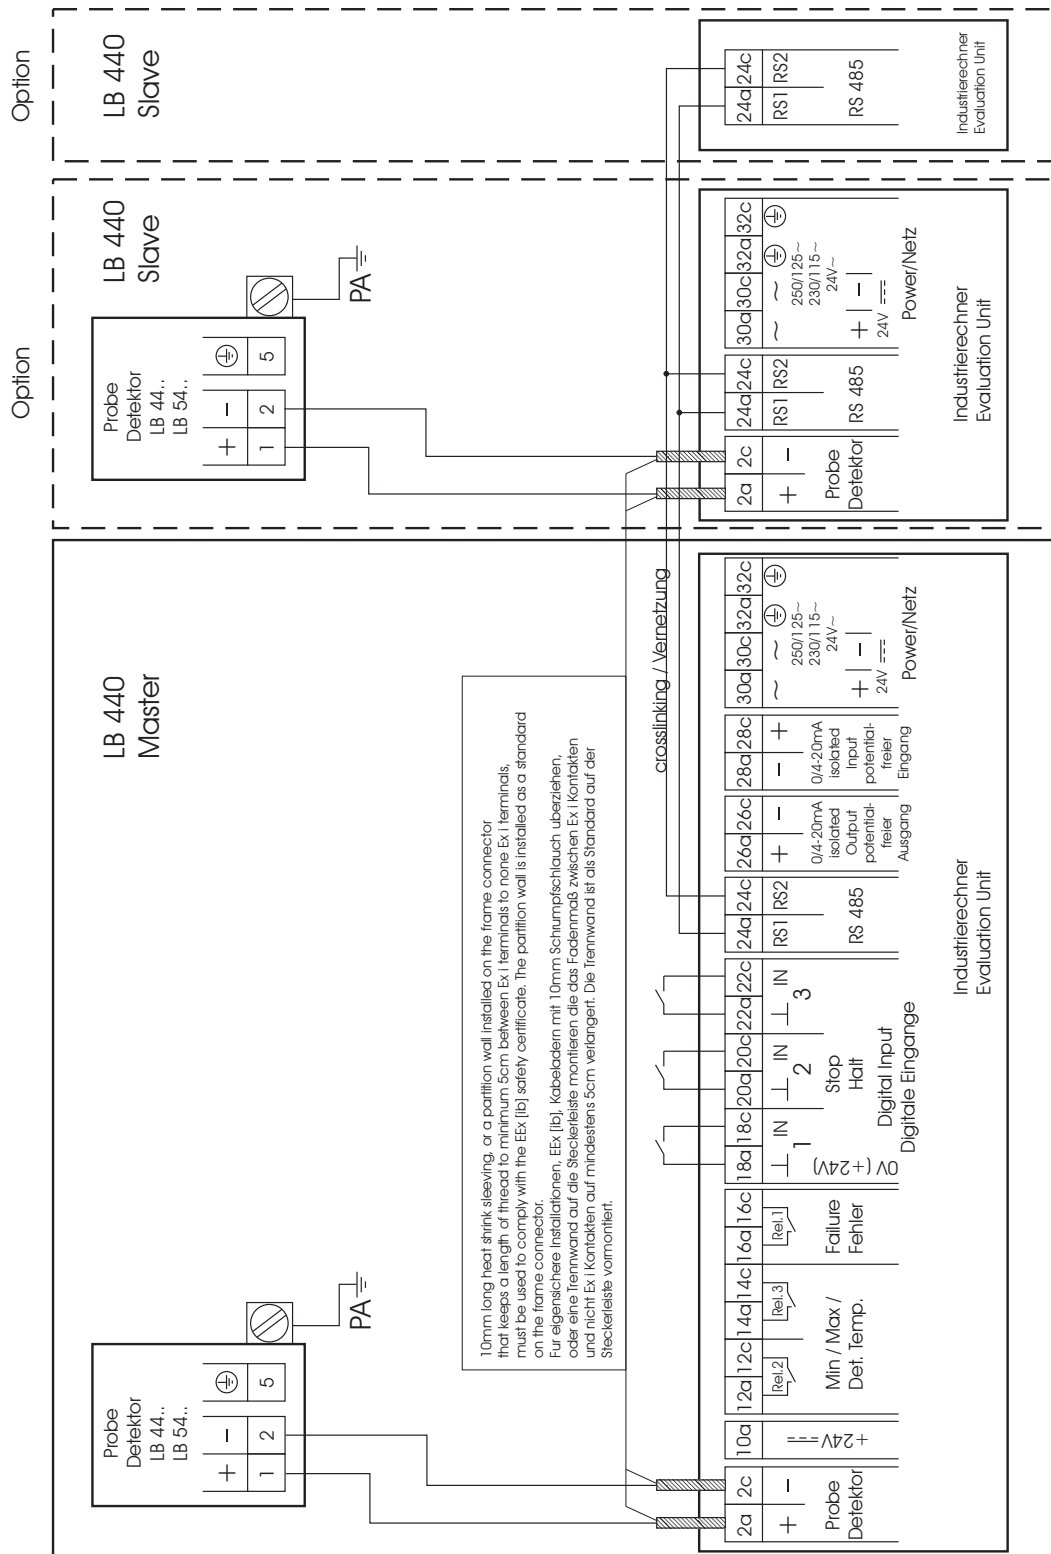 Option
LB 440
Slave
24a 24c
RS1 RS2
RS 485
Industrierechner
Evaluation Unit
Option
LB 440
Slave
Probe
Detektor
LB 44..
LB 54..
+ -
1 2 5
PA
2a 2c
+ -
Probe
Detektor
24a 24c
RS1 RS2
RS 485
30a 30c 32a 32c
~ ~
250/125~
230/115~
24V~
+ -
24V
Power/Netz
Industrierechner
Evaluation Unit
LB 440
Master
Probe
Detektor
LB 44..
LB 54..
+ -
1 2 5
PA
10mm long heat shrink sleeving, or a partition wall installed on the frame connector
that keeps a length of thread to minimum 5cm between Ex i terminals to none Ex i terminals,
must be used to comply with the EEx [ib] safety certificate. The partition wall is installed as a standard
on the frame connector.
Fur eigensichere Installationen, EEx [ib], Kabeladern mit 10mm Schrumpfschlauch uberziehen,
oder eine Trennwand auf die Steckerleiste montieren die das Fadenmaß zwischen Ex i Kontakten
und nicht Ex i Kontakten auf mindestens 5cm verlangert. Die Trennwand ist als Standard auf der
Steckerleiste vormontiert.
crosslinking / Vernetzung
2a 2c
+ -
Probe
Detektor
10a
+24V
12a 12c 14a 14c
Rel.2 Rel.3
Min / Max /
Det. Temp.
16a 16c
Rel.1
Failure
Fehler
18a 18c 20a 20c 22a 22c
IN IN IN
1 2 3
0V (+24V)
Stop
Halt
Digital Input
Digitale Eingange
24a 24c
RS1 RS2
RS 485
26a 26c
+ -
0/4-20mA
isolated
Output
potential-
freier
Ausgang
28a 28c
- +
0/4-20mA
isolated
Input
potential-
freier
Eingang
30a 30c 32a 32c
~ ~
250/125~
230/115~
24V~
+ -
24V
Power/Netz
Industrierechner
Evaluation Unit